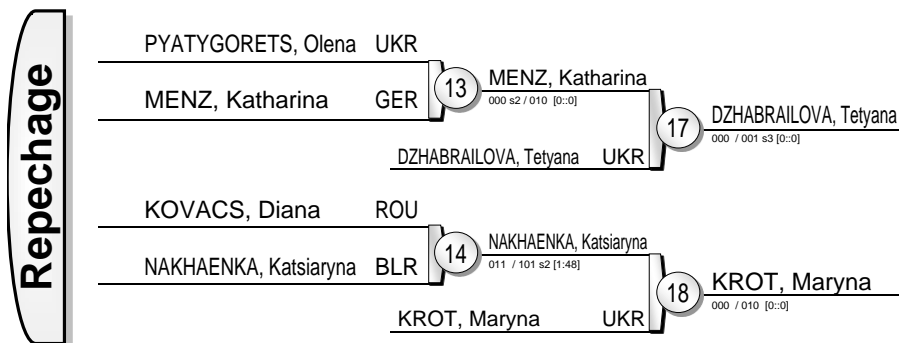 Repechage
PYATYGORETS, Olena UKR
MENZ, Katharina GER
13
MENZ, Katharina
000 s2 / 010 [0::0]
DZHABRAILOVA, Tetyana UKR
17
DZHABRAILOVA, Tetyana
000 / 001 s3 [0::0]
KOVACS, Diana ROU
NAKHAENKA, Katsiaryna BLR
14
NAKHAENKA, Katsiaryna
011 / 101 s2 [1:48]
KROT, Maryna UKR
18
KROT, Maryna
000 / 010 [0::0]